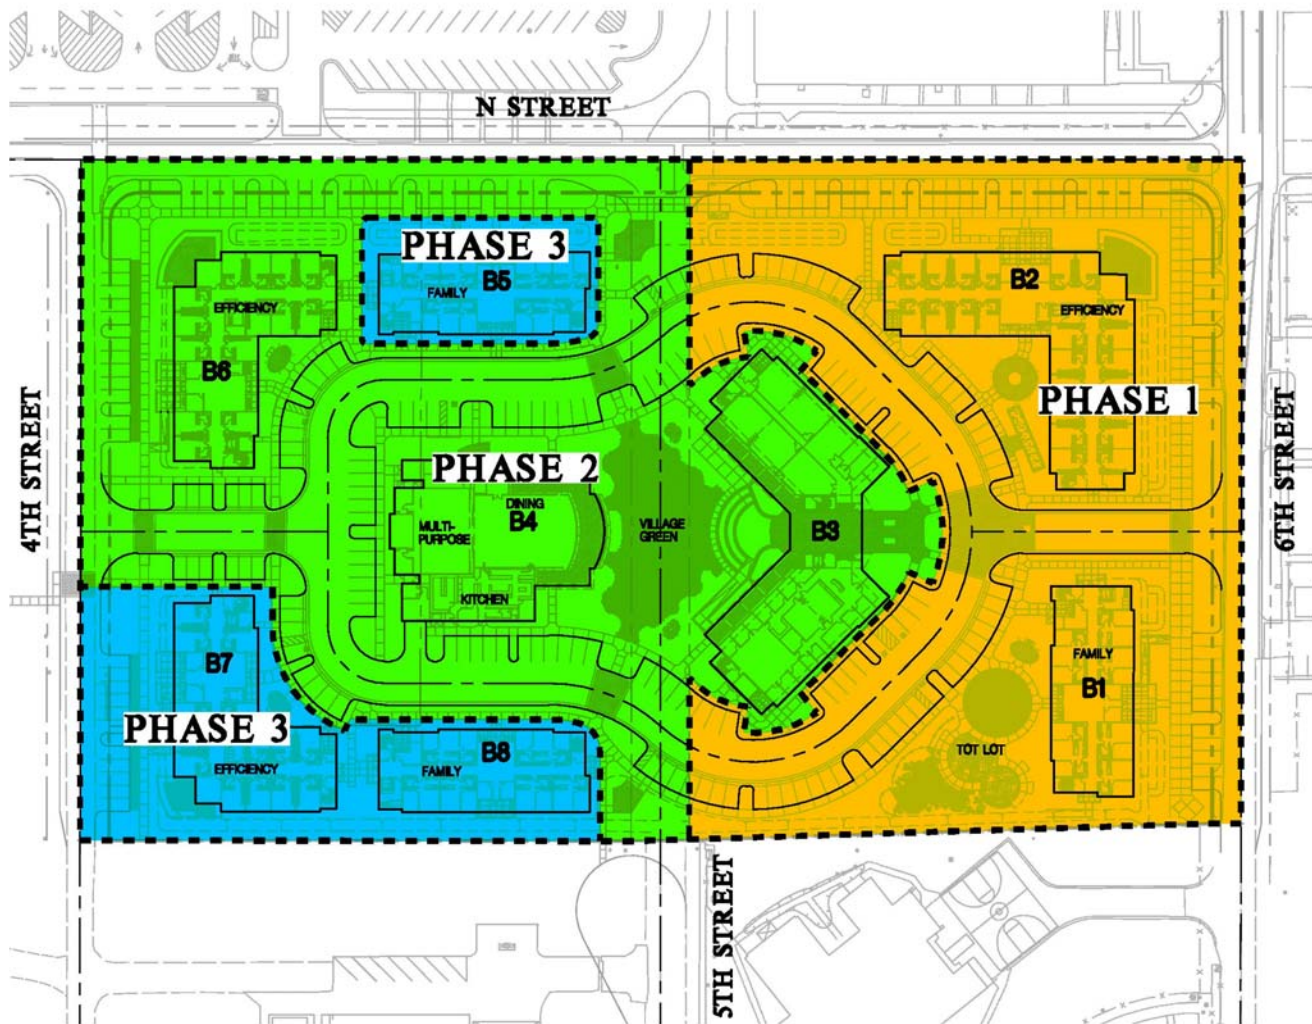 N STREET
PHASE 3
B5
FAMILY
B2
EFFICIENCY
EFFICIENCY
B6
PHASE 1
4TH STREET
6TH STREET
PHASE 2
DINING
B4
MULTI-
PURPOSE
VILLAGE
GREEN
B3
KITCHEN
B7
FAMILY
B1
PHASE 3
EFFICIENCY
B8
FAMILY
TOT LOT
5TH STREET